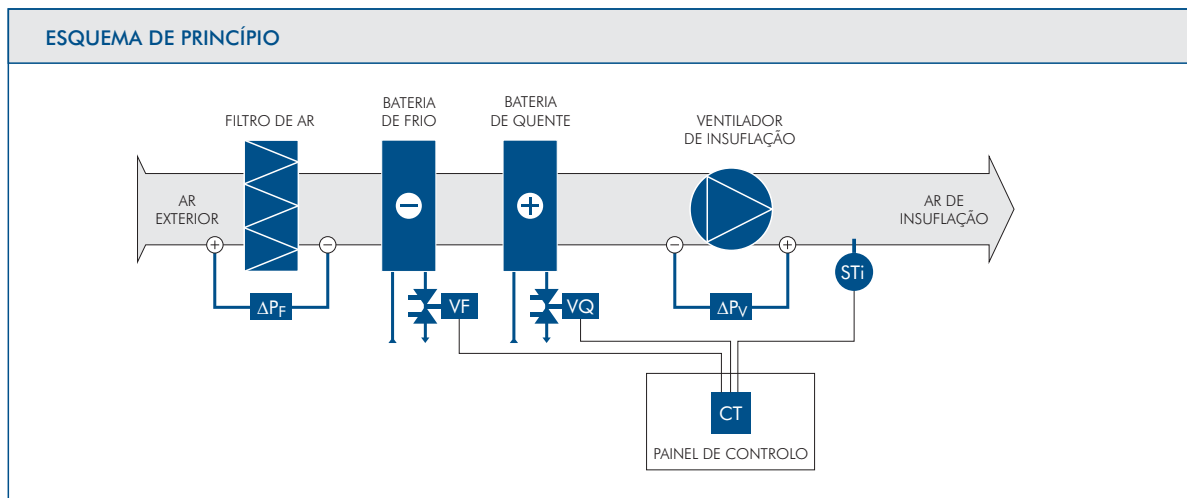 ESQUEMA DE PRINCÍPIO
FILTRO DE AR
BATERIA
DE FRIO
BATERIA
DE QUENTE
VENTILADOR
DE INSUFLAÇÃO
AR
EXTERIOR
AR DE
INSUFLAÇÃO
+
−
+
−
−
+
ΔPF
VF
VQ
ΔPV
STi
CT
PAINEL DE CONTROLO